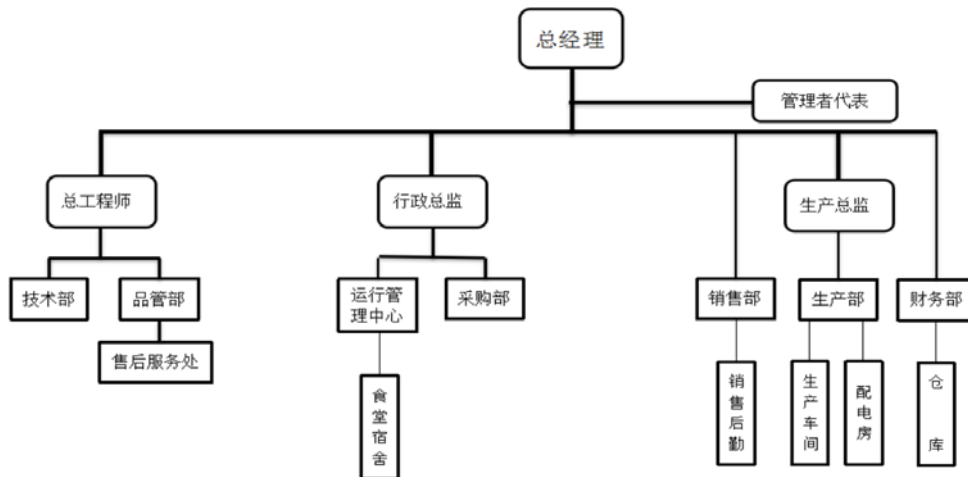 总经理
管理者代表
总工程师
行政总监
生产总监
技术部
品管部
运行管
理中心
采购部
销售部
生产部
财务部
售后服务处
食堂宿舍
销售后勤
生产车间
配电房
仓库